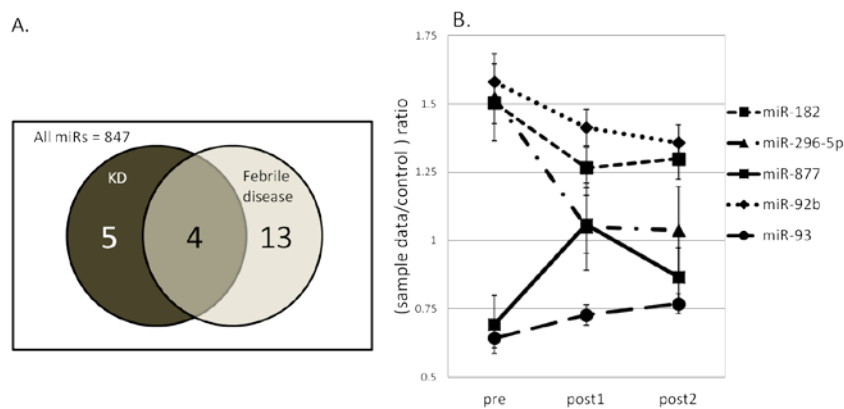 A.
All miRs = 847
KD
Febrile
disease
5
4
13
B.
(sample data/control ) ratio
1.75
1.5
1.25
1
0.75
0.5
pre
post1
post2
miR-182
miR-296-5p
miR-877
miR-92b
miR-93